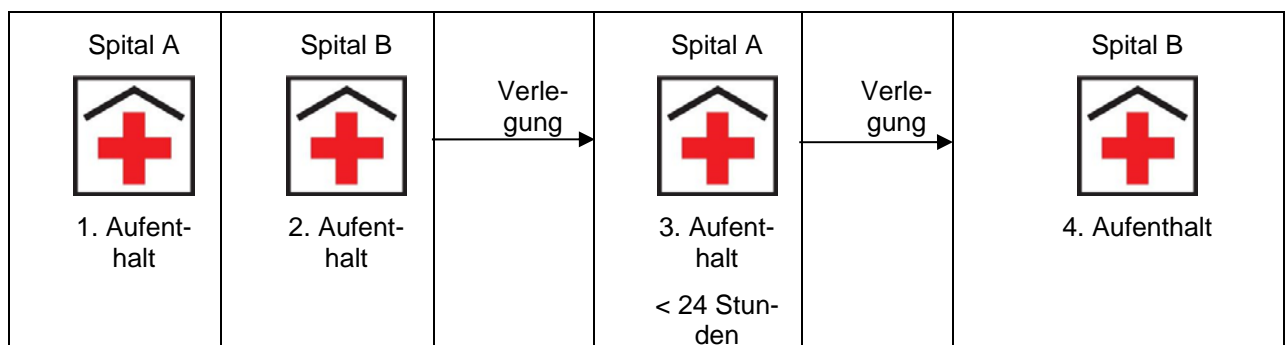 Spital A
1. Aufent-
halt
Spital B
2. Aufent-
halt
Verle-
gung
Spital A
3. Aufent-
halt
< 24 Stun-
den
Verle-
gung
Spital B
4. Aufenthalt